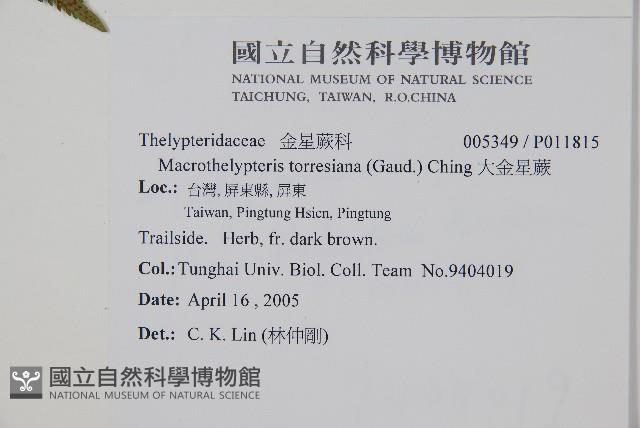 國立自然科學博物館
NATIONAL MUSEUM OF NATURAL SCIENCE
TAICHUNG, TAIWAN, R.O.CHINA
Thelypteridaceae 金星蕨科 005349 / P011815
Macrothelypteris torresiana (Gaud.) Ching 大金星蕨
Loc.: 台灣, 屏東縣, 屏東
Taiwan, Pingtung Hsien, Pingtung
Trailside. Herb, fr. dark brown.
Col.: Tunghai Univ. Biol. Coll. Team No.9404019
Date: April 16 , 2005
Det.: C. K. Lin (林仲剛)
國立自然科學博物館
NATIONAL MUSEUM OF NATURAL SCIENCE